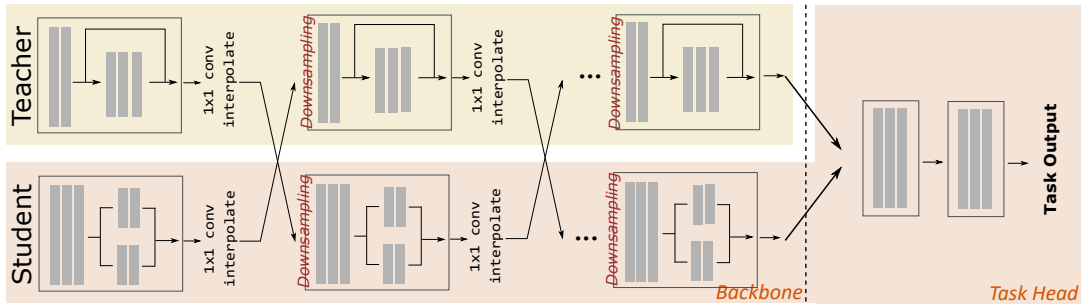 Teacher
1x1 conv
interpolate
Downsampling
1x1 conv
interpolate
...
Downsampling
Student
1x1 conv
interpolate
Downsampling
1x1 conv
interpolate
...
Downsampling
Backbone
Task Output
Task Head